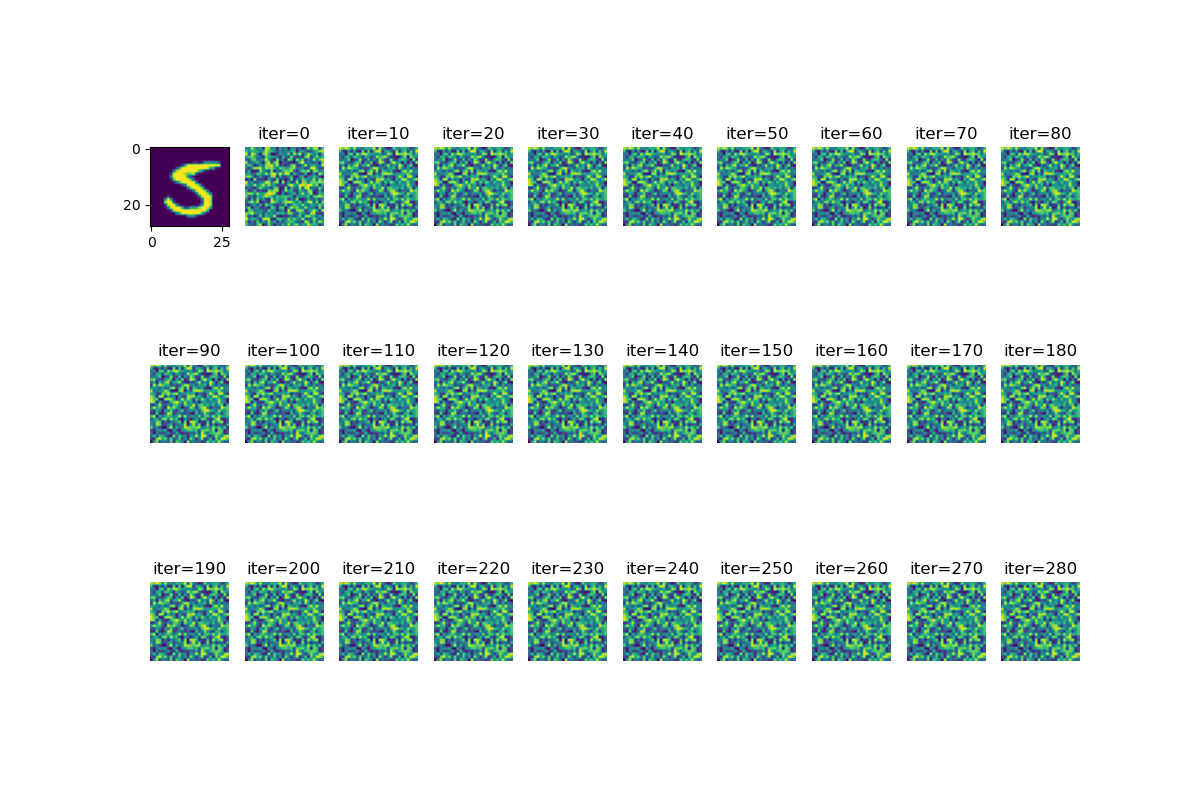 iter=0 iter=10 iter=20 iter=30 iter=40 iter=50 iter=60 iter=70 iter=80
0
5
20
0 25
iter=90 iter=100 iter=110 iter=120 iter=130 iter=140 iter=150 iter=160 iter=170 iter=180
iter=190 iter=200 iter=210 iter=220 iter=230 iter=240 iter=250 iter=260 iter=270 iter=280